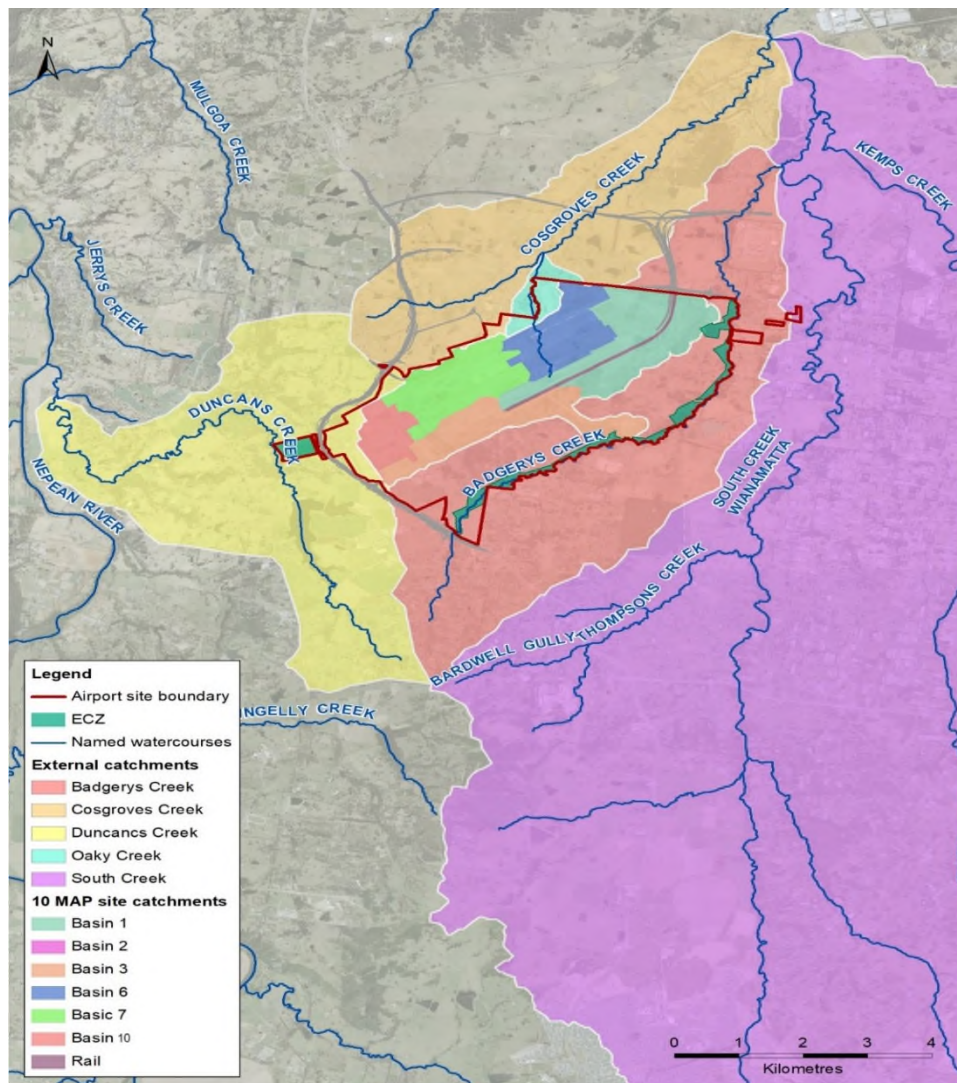 N
MULGOA CREEK
KEMPS CREEK
COSGROVES CREEK
JERRYS CREEK
DUNCANS CREEK
BADGERYS CREEK
NEPEAN RIVER
SOUTH CREEK
WIANAMATTA
THOMPSONS CREEK
BARDWELL GULLY
INGELLY CREEK
Legend
Airport site boundary
ECZ
Named watercourses
External catchments
Badgerys Creek
Cosgroves Creek
Duncancs Creek
Oaky Creek
South Creek
10 MAP site catchments
Basin 1
Basin 2
Basin 3
Basin 6
Basic 7
Basin 10
Rail
0 1 2 3 4
Kilometres